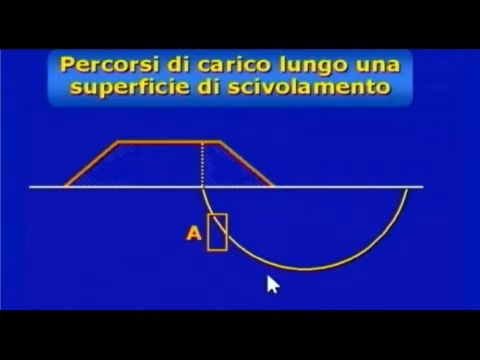 Percorsi di carico lungo una
superficie di scivolamento
A